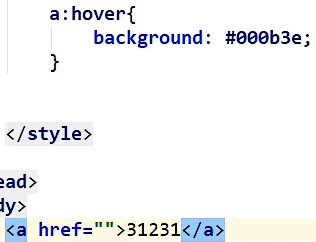 a:hover{
background: #000b3e;
}
</style>
ead>
dy>
<a href="">31231</a>